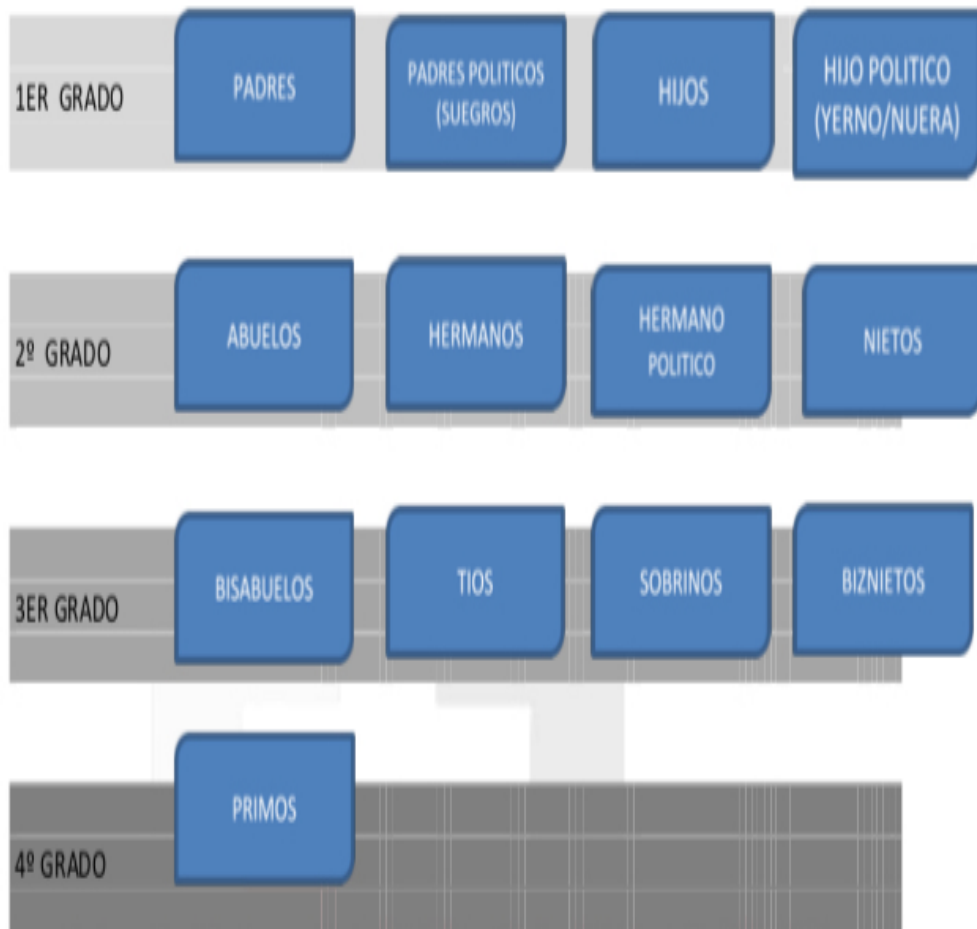 1ER GRADO
PADRES
PADRES POLITICOS
(SUEGROS)
HIJOS
HIJO POLITICO
(YERNO/NUERA)
2º GRADO
ABUELOS
HERMANOS
HERMANO
POLITICO
NIETOS
3ER GRADO
BISABUELOS
TIOS
SOBRINOS
BIZNIETOS
4º GRADO
PRIMOS